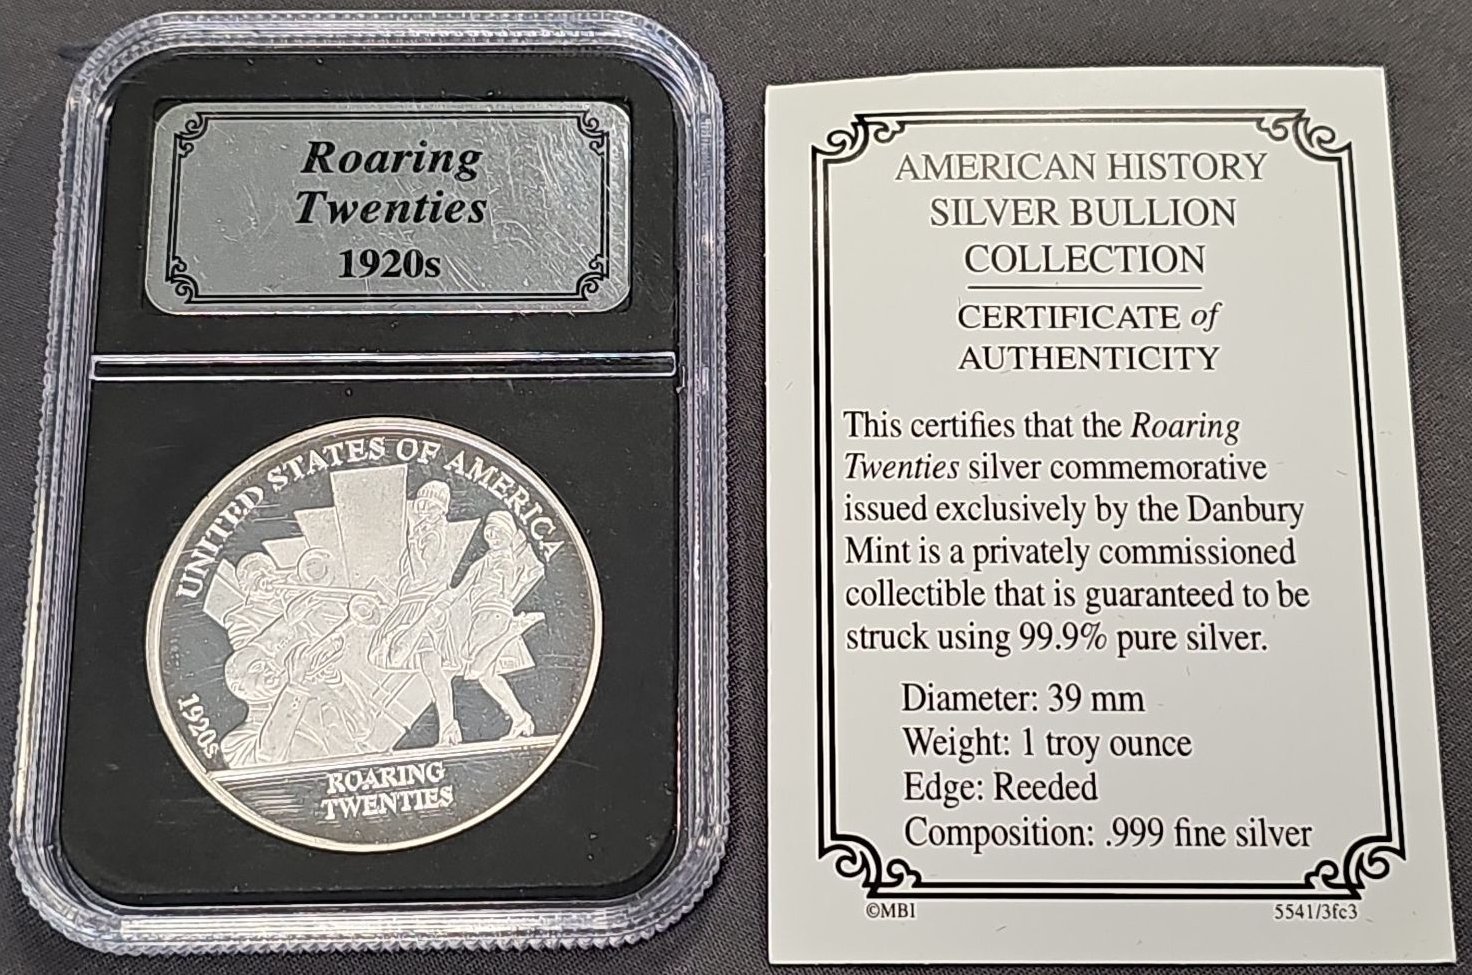 Roaring
Twenties
1920s
UNITED STATES OF AMERICA
1920s
ROARING
TWENTIES
AMERICAN HISTORY
SILVER BULLION
COLLECTION
CERTIFICATE of
AUTHENTICITY
This certifies that the Roaring
Twenties silver commemorative
issued exclusively by the Danbury
Mint is a privately commissioned
collectible that is guaranteed to be
struck using 99.9% pure silver.
Diameter: 39 mm
Weight: 1 troy ounce
Edge: Reeded
Composition: .999 fine silver
©MBI
5541/3fc3